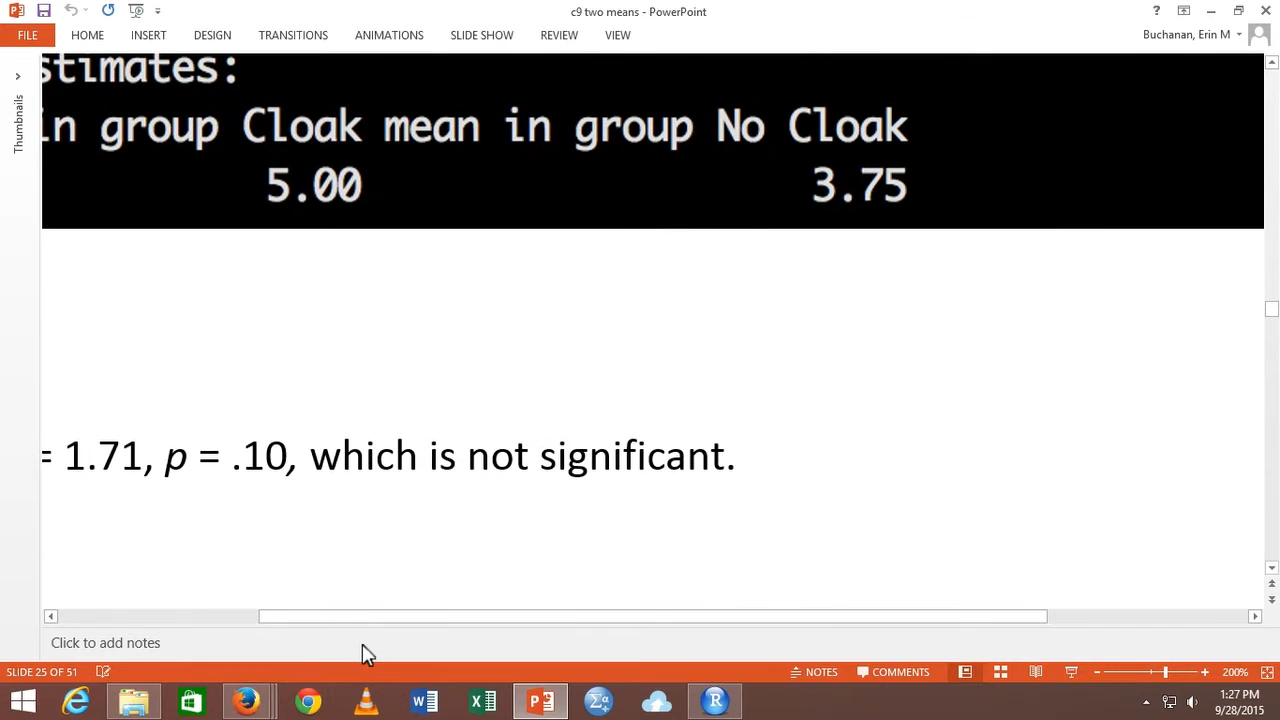 c9 two means - PowerPoint
?
FILE HOME INSERT DESIGN TRANSITIONS ANIMATIONS SLIDE SHOW REVIEW VIEW
Buchanan, Erin M
Thumbnails
stimates:
in group Cloak mean in group No Cloak
5.00 3.75
= 1.71, p = .10, which is not significant.
Click to add notes
SLIDE 25 OF 51
NOTES COMMENTS 200%
1:27 PM
9/28/2015